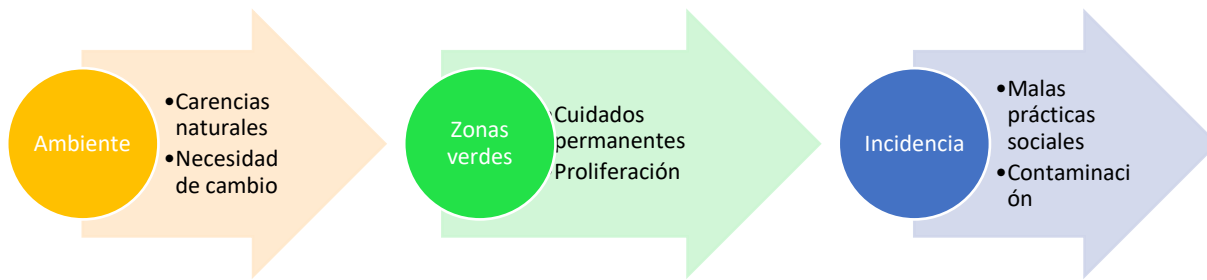 Ambiente
•Carencias
naturales
•Necesidad
de cambio
Zonas
verdes
•Cuidados
permanentes
•Proliferación
Incidencia
•Malas
prácticas
sociales
•Contaminaci
ón